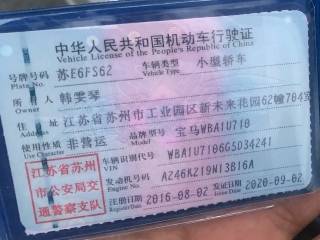 中华人民共和国机动车行驶证
Vehicle License of the People's Republic of China
号牌号码 苏E6FS62 车辆类型 小型轿车
Plate No. Vehicle Type
所有人 韩雯琴
Owner
住址 江苏省苏州市工业园区新未来花园62幢704室
Address
使用性质 非营运 品牌型号 宝马WBA1U710
Use Character Model
江苏省苏州 车辆识别代号 WBA1U7106G5D34241
VIN
市公安局交 发动机号码 A246KZ19N13B16A
Engine No.
通警察支队 注册日期 2016-08-02 发证日期 2020-09-02
Register Date Issue Date